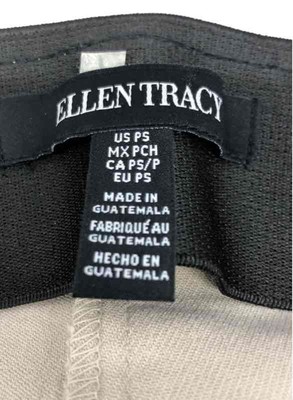 ELLEN TRACY
US PS
MX PCH
CA PS/P
EU PS
MADE IN
GUATEMALA
FABRIQUÉ AU
GUATEMALA
HECHO EN
GUATEMALA